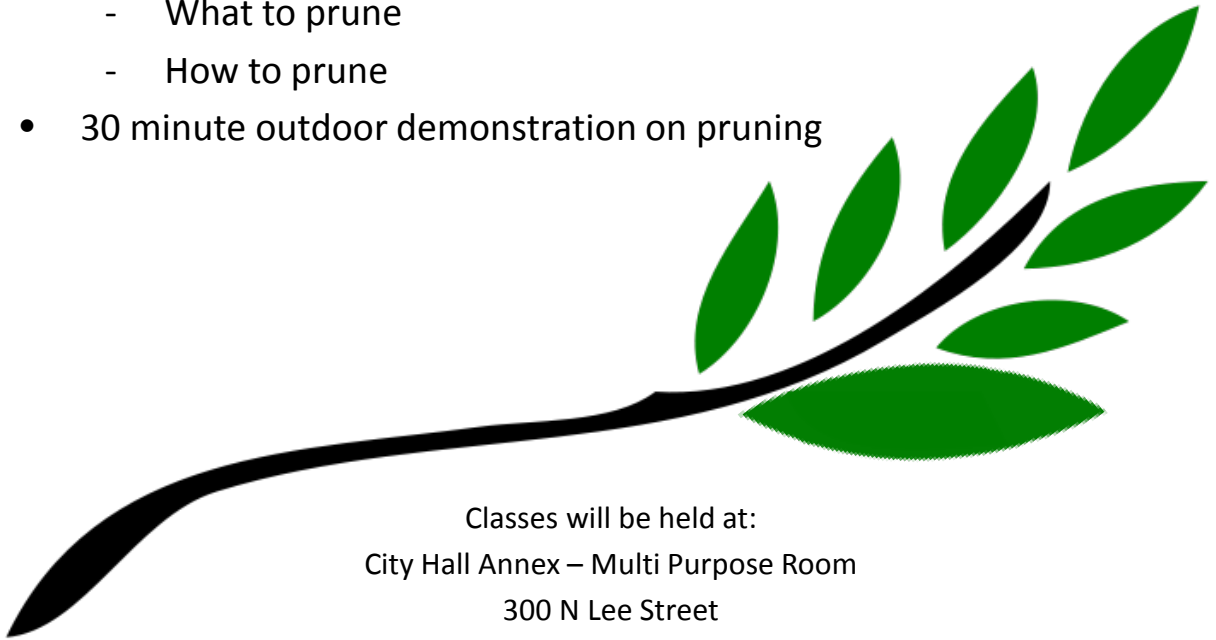 - What to prune
- How to prune
• 30 minute outdoor demonstration on pruning
Classes will be held at:
City Hall Annex – Multi Purpose Room
300 N Lee Street